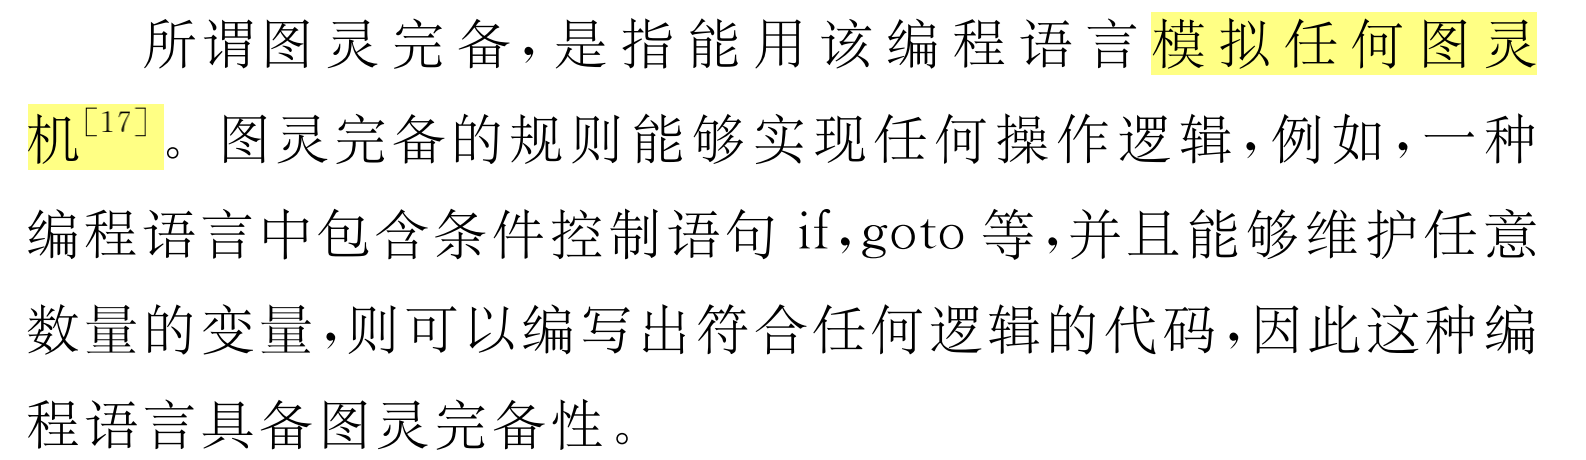 所谓图灵完备，是指能用该编程语言模拟任何图灵
机[17]。图灵完备的规则能够实现任何操作逻辑，例如，一种
编程语言中包含条件控制语句 if，goto 等，并且能够维护任意
数量的变量，则可以编写出符合任何逻辑的代码，因此这种编
程语言具备图灵完备性。